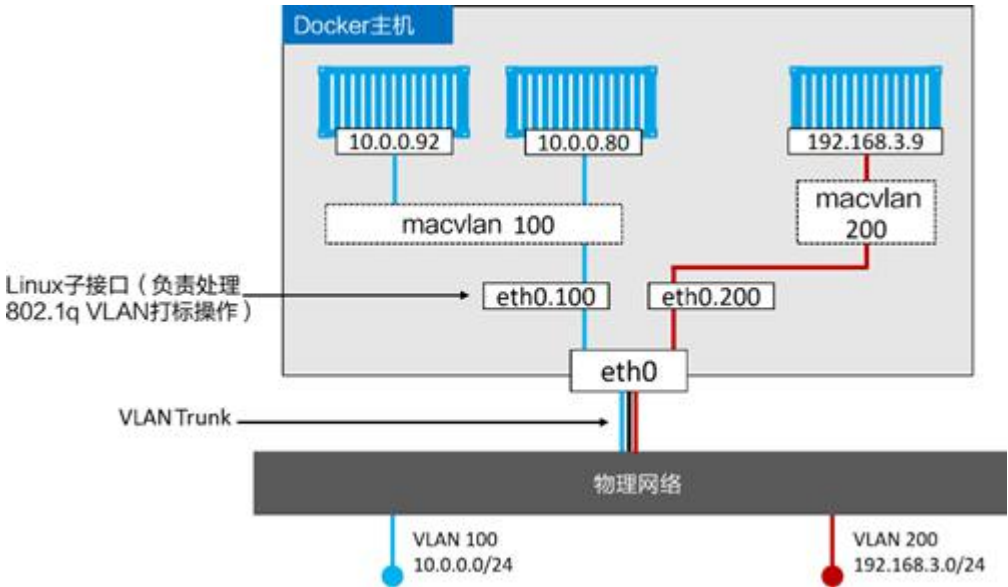 Docker主机
10.0.0.92
10.0.0.80
192.168.3.9
macvlan 100
macvlan
200
Linux子接口（负责处理
802.1q VLAN打标操作）
eth0.100
eth0.200
eth0
VLAN Trunk
物理网络
VLAN 100
10.0.0.0/24
VLAN 200
192.168.3.0/24